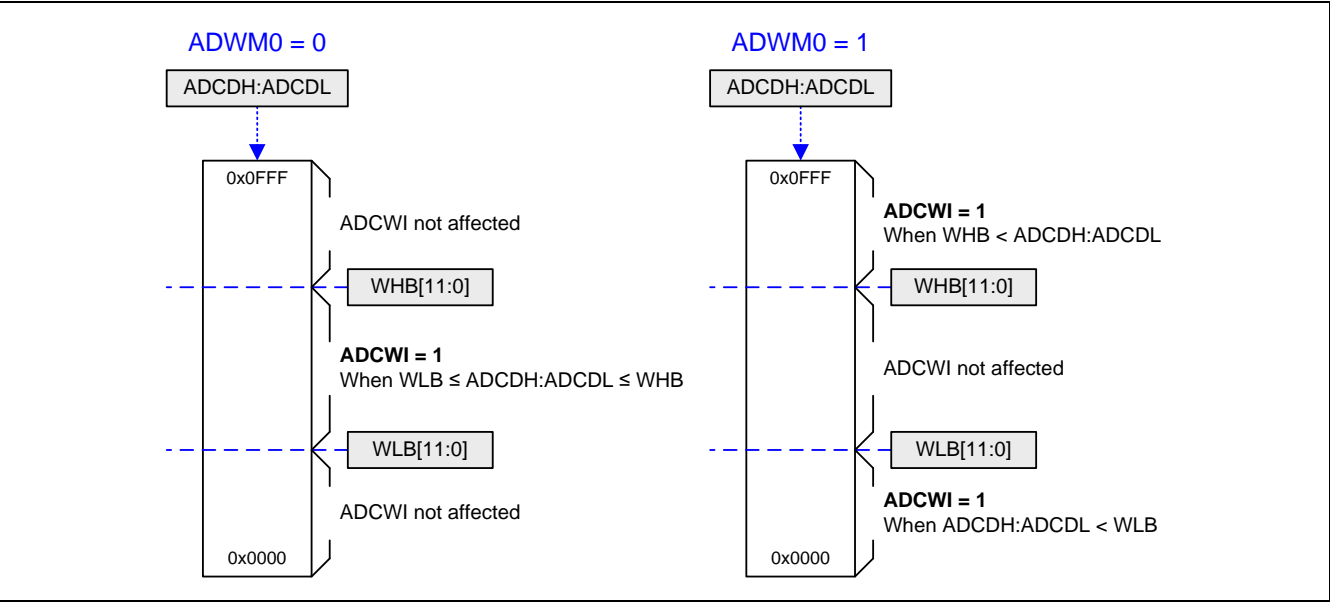 ADWM0 = 0
ADCDH:ADCDL
0x0FFF
ADCWI not affected
WHB[11:0]
ADCWI = 1
When WLB ≤ ADCDH:ADCDL ≤ WHB
WLB[11:0]
ADCWI not affected
0x0000
ADWM0 = 1
ADCDH:ADCDL
0x0FFF
ADCWI = 1
When WHB < ADCDH:ADCDL
WHB[11:0]
ADCWI not affected
WLB[11:0]
ADCWI = 1
When ADCDH:ADCDL < WLB
0x0000